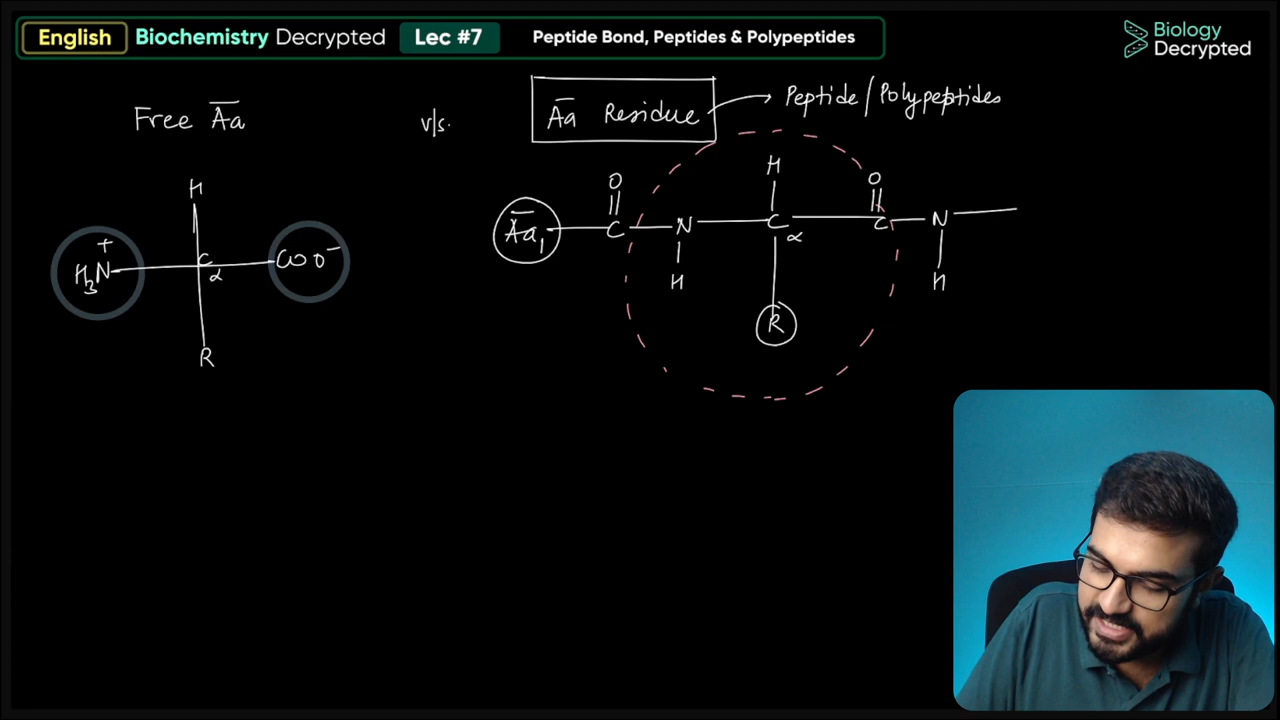 English Biochemistry Decrypted Lec #7 Peptide Bond, Peptides & Polypeptides
Biology
Decrypted
Free Aa v/s. Aa Residue → Peptide/Polypeptides
H
H₃N⁺ C α COO⁻
R
H
O O
Aa₁ C N C α C N
H H
R